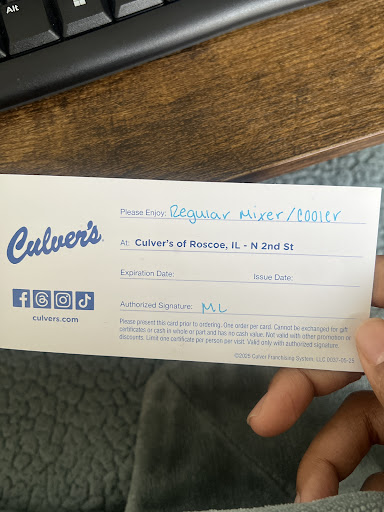 Alt
Please Enjoy: Regular Mixer/Cooler
Culver's
At: Culver's of Roscoe, IL - N 2nd St
Expiration Date: Issue Date:
Authorized Signature: ML
culvers.com
Please present this card prior to ordering. One order per card. Cannot be exchanged for gift
certificates or cash in whole or part and has no cash value. Not valid with other promotion or
discounts. Limit one certificate per person per visit. Valid only with authorized signature.
©2025 Culver Franchising System, LLC